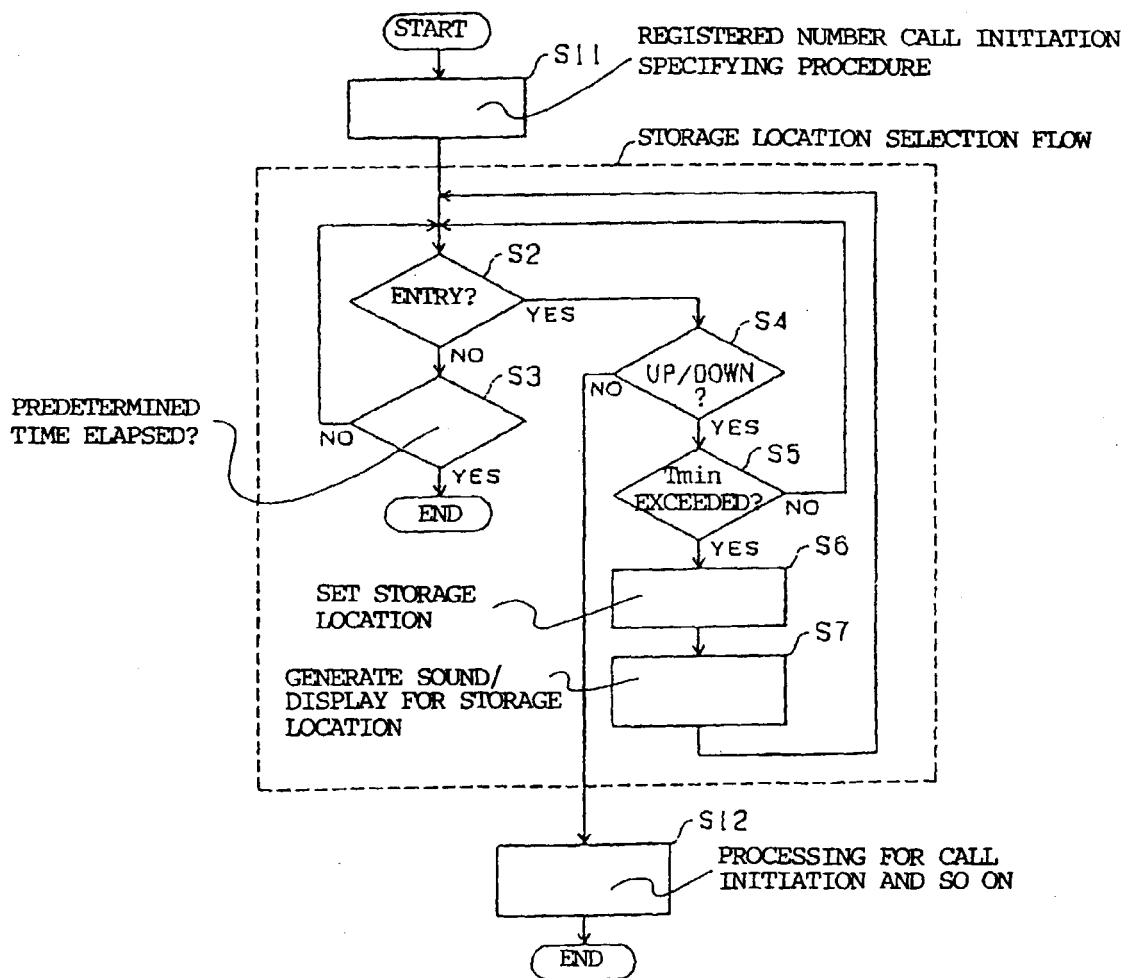 START
S11
REGISTERED NUMBER CALL INITIATION
SPECIFYING PROCEDURE
STORAGE LOCATION SELECTION FLOW
S2
ENTRY?
YES
NO
S4
UP/DOWN
?
NO
YES
S3
PREDETERMINED
TIME ELAPSED?
NO
YES
END
S5
Tmin
EXCEEDED?
NO
YES
S6
SET STORAGE
LOCATION
S7
GENERATE SOUND/
DISPLAY FOR STORAGE
LOCATION
S12
PROCESSING FOR CALL
INITIATION AND SO ON
END